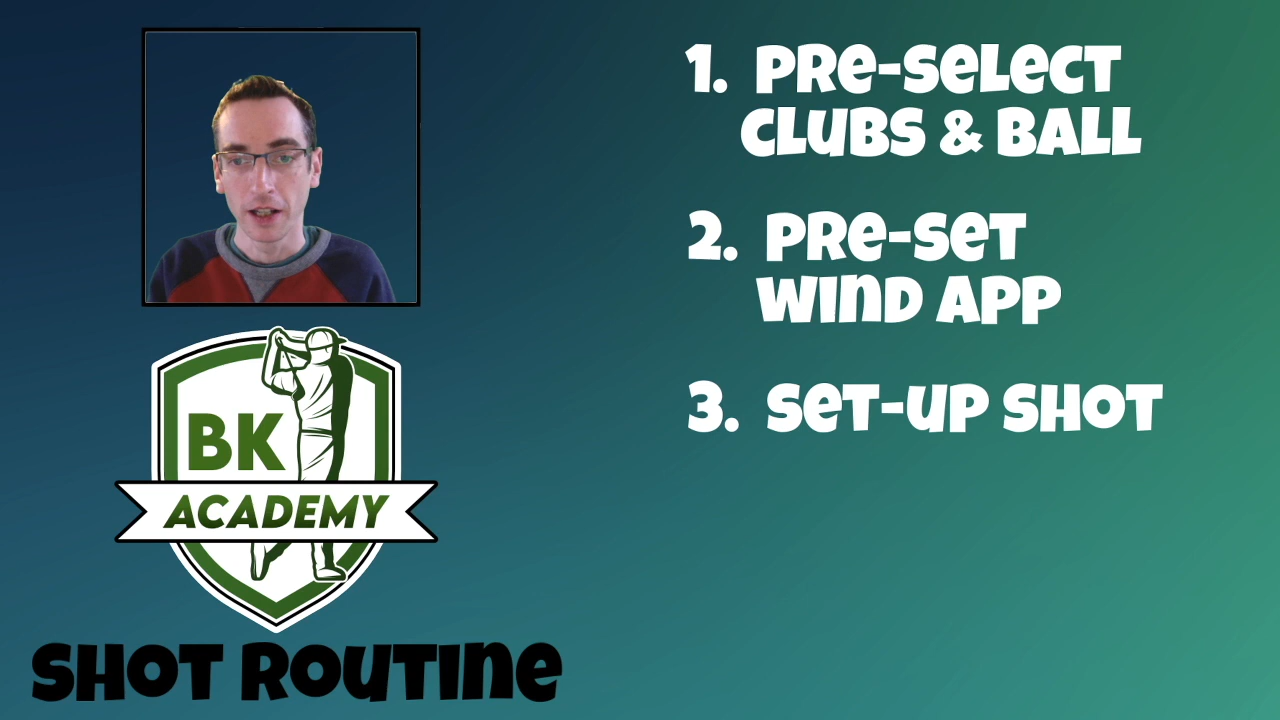 1. PRE-SELECT
CLUBS & BALL
2. PRE-SET
WIND APP
3. SET-UP SHOT
BK
ACADEMY
SHOT ROUTINE